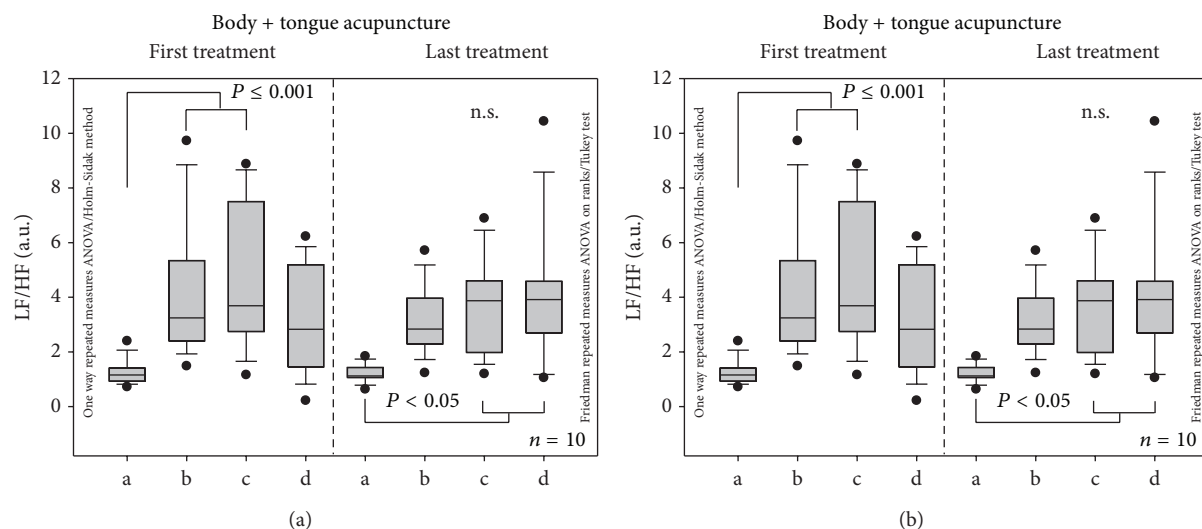 Body + tongue acupuncture
First treatment
Last treatment
12
10
8
6
4
2
0
LF/HF (a.u.)
One way repeated measures ANOVA/Holm-Sidak method
P ≤ 0.001
n.s.
Friedman repeated measures ANOVA on ranks/Tukey test
P < 0.05
n = 10
a b c d a b c d
(a)
Body + tongue acupuncture
First treatment
Last treatment
12
10
8
6
4
2
0
LF/HF (a.u.)
One way repeated measures ANOVA/Holm-Sidak method
P ≤ 0.001
n.s.
Friedman repeated measures ANOVA on ranks/Tukey test
P < 0.05
n = 10
a b c d a b c d
(b)